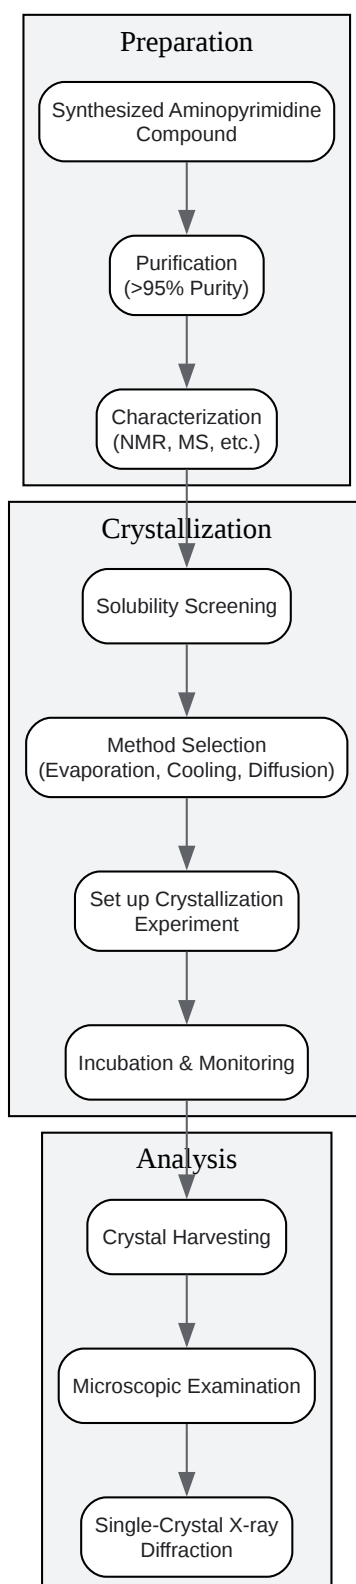 Preparation
Synthesized Aminopyrimidine
Compound
Purification
(>95% Purity)
Characterization
(NMR, MS, etc.)
Crystallization
Solubility Screening
Method Selection
(Evaporation, Cooling, Diffusion)
Set up Crystallization
Experiment
Incubation & Monitoring
Analysis
Crystal Harvesting
Microscopic Examination
Single-Crystal X-ray
Diffraction